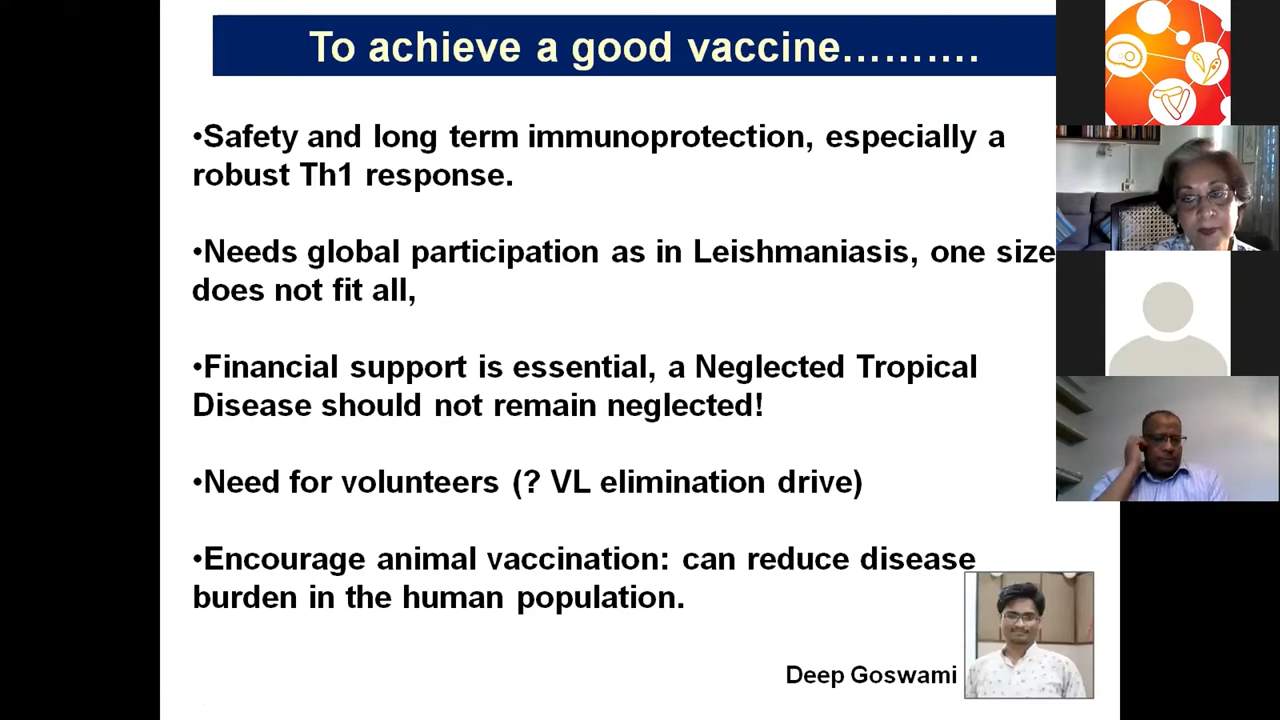 To achieve a good vaccine……….
•Safety and long term immunoprotection, especially a
robust Th1 response.
•Needs global participation as in Leishmaniasis, one size
does not fit all,
•Financial support is essential, a Neglected Tropical
Disease should not remain neglected!
•Need for volunteers (? VL elimination drive)
•Encourage animal vaccination: can reduce disease
burden in the human population.
Deep Goswami